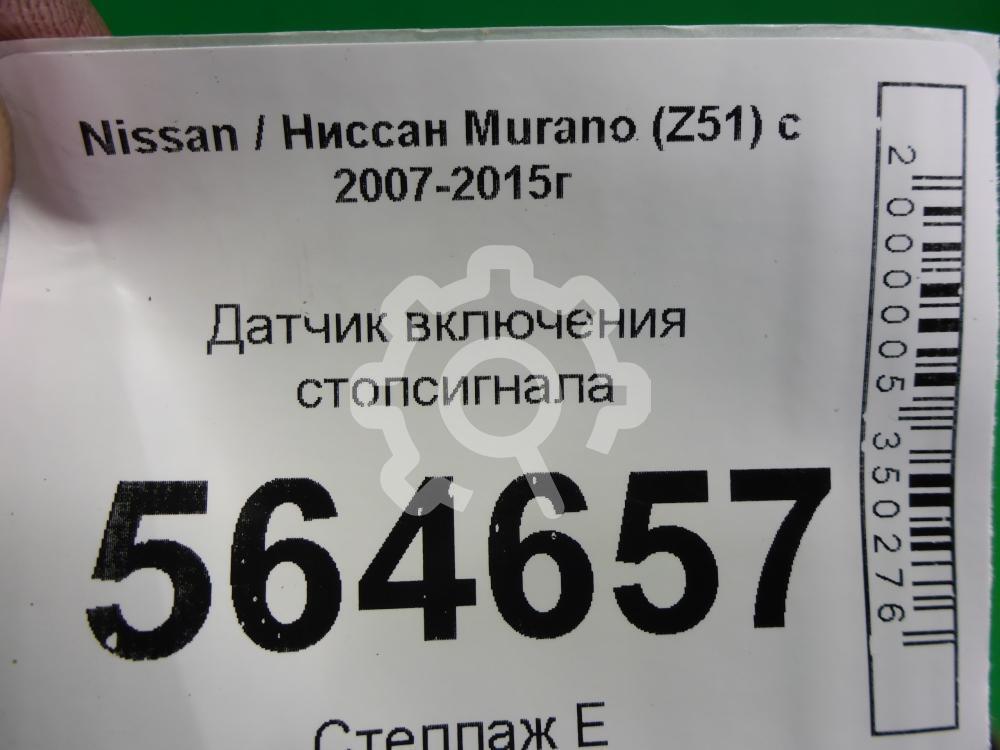 Nissan / Ниссан Murano (Z51) с
2007-2015г
Датчик включения
стопсигнала
564657
Стеллаж Е
2000005350276